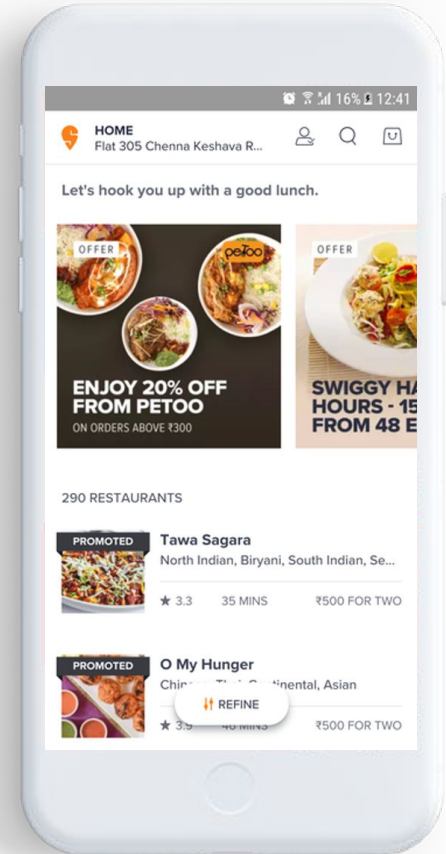 16% 12:41
HOME
Flat 305 Chenna Keshava R...
Let's hook you up with a good lunch.
OFFER
petoo
ENJOY 20% OFF
FROM PETOO
ON ORDERS ABOVE ₹300
OFFER
SWIGGY HA
HOURS - 15
FROM 48 E
290 RESTAURANTS
PROMOTED
Tawa Sagara
North Indian, Biryani, South Indian, Se...
★ 3.3 35 MINS ₹500 FOR TWO
PROMOTED
O My Hunger
Asian
REFINE
★ 3.9 MINS ₹500 FOR TWO